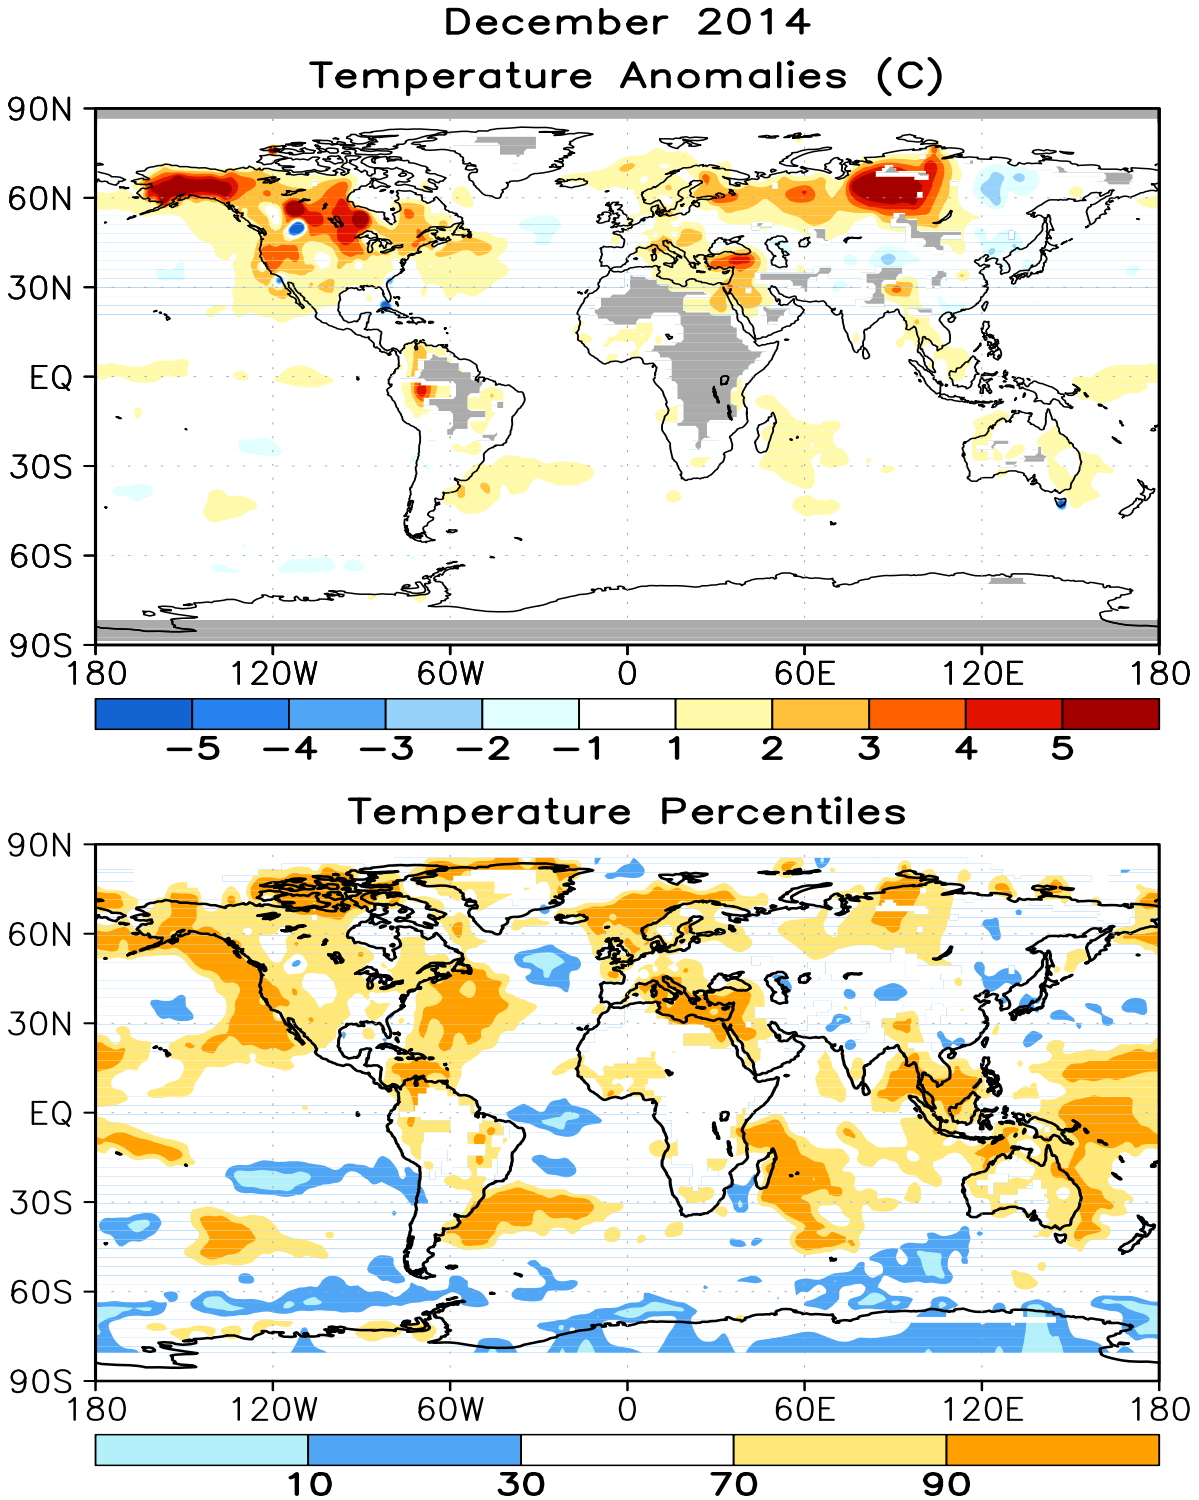 December 2014
Temperature Anomalies (C)
90N
60N
30N
EQ
30S
60S
90S
180 120W 60W 0 60E 120E 180
-5 -4 -3 -2 -1 1 2 3 4 5
Temperature Percentiles
90N
60N
30N
EQ
30S
60S
90S
180 120W 60W 0 60E 120E 180
10 30 70 90